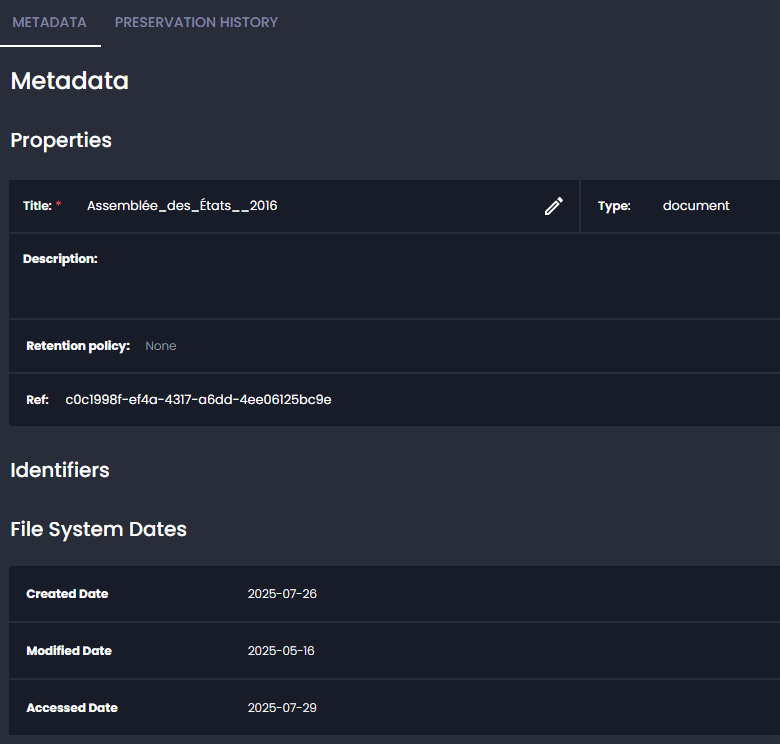 METADATA PRESERVATION HISTORY
Metadata
Properties
Title: * Assemblée_des_États__2016 Type: document
Description:
Retention policy: None
Ref: c0c1998f-ef4a-4317-a6dd-4ee06125bc9e
Identifiers
File System Dates
Created Date 2025-07-26
Modified Date 2025-05-16
Accessed Date 2025-07-29